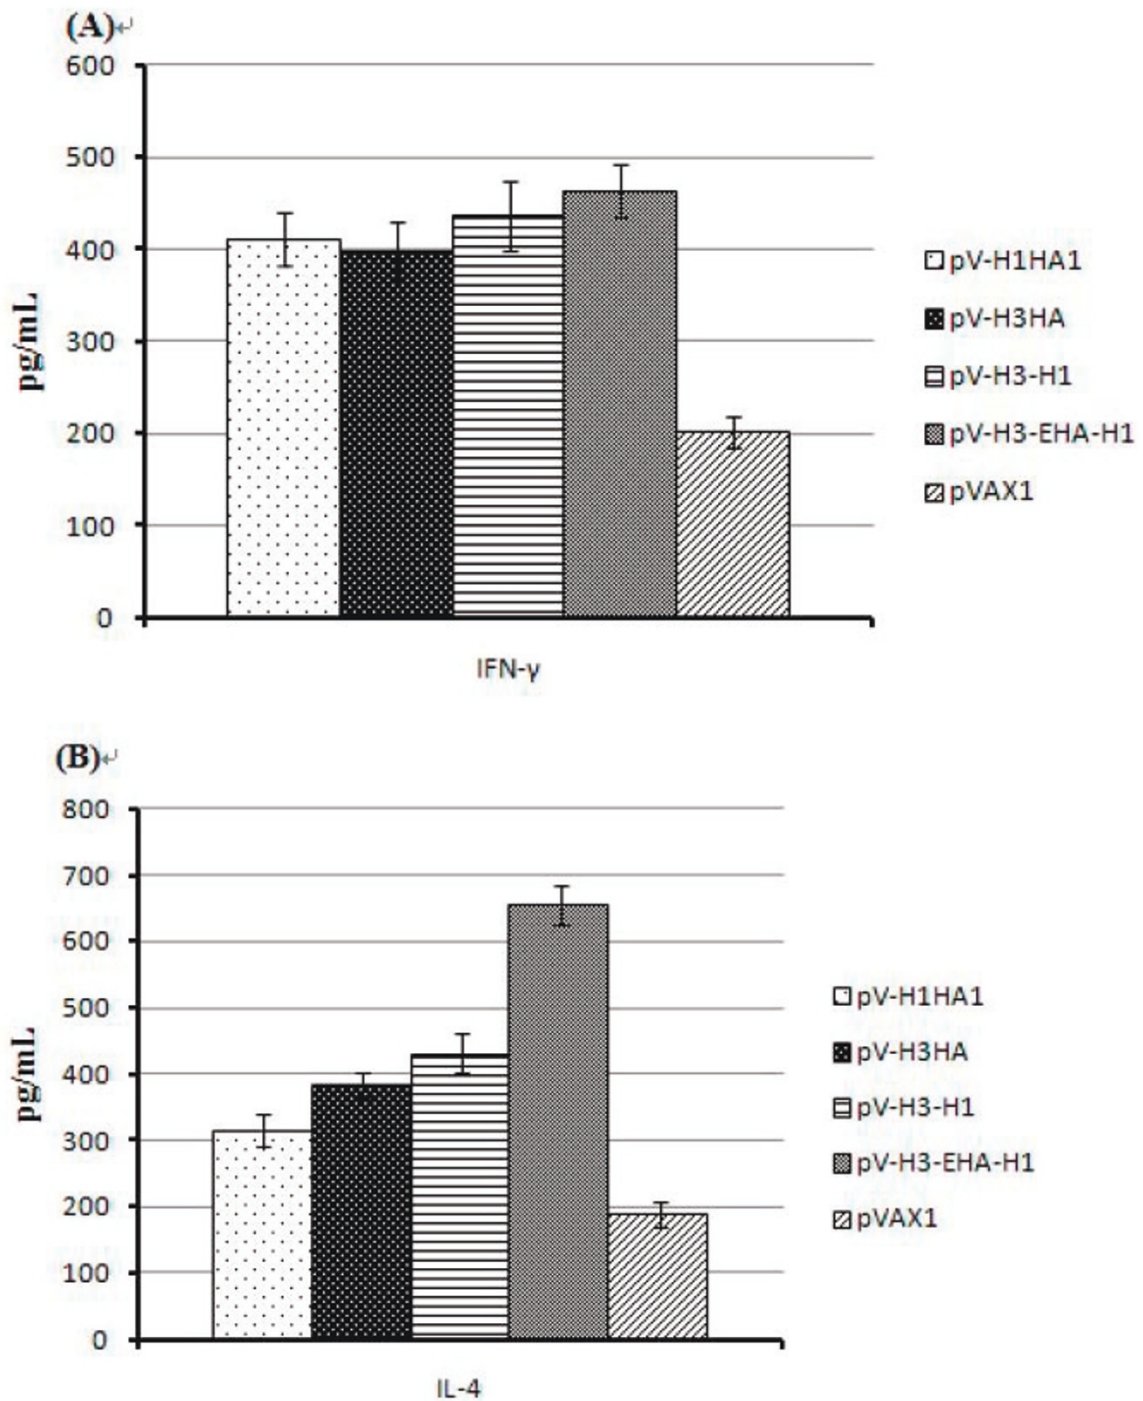 (A)↵
600
500
400
300
200
100
0
pg/mL
IFN-γ
pV-H1HA1
pV-H3HA
pV-H3-H1
pV-H3-EHA-H1
pVAX1
(B)↵
800
700
600
500
400
300
200
100
0
pg/mL
IL-4
pV-H1HA1
pV-H3HA
pV-H3-H1
pV-H3-EHA-H1
pVAX1